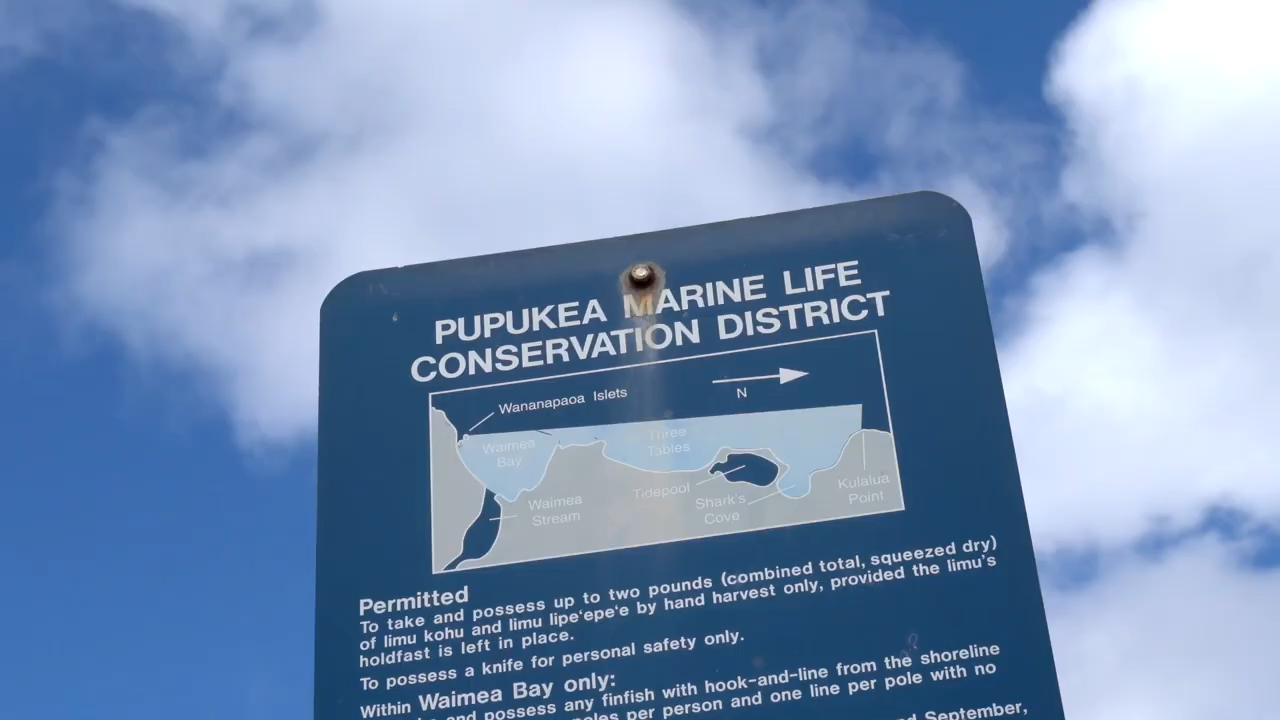 PUPUKEA MARINE LIFE
CONSERVATION DISTRICT
Wananapaoa Islets
N
Waimea
Bay
Three
Tables
Tidepool
Shark's
Cove
Kulalua
Point
Waimea
Stream
Permitted
To take and possess up to two pounds (combined total, squeezed dry)
of limu kohu and limu lipe‘epe‘e by hand harvest only, provided the limu's
holdfast is left in place.
To possess a knife for personal safety only.
Within Waimea Bay only:
and possess any finfish with hook-and-line from the shoreline
poles per person and one line per pole with no
September,